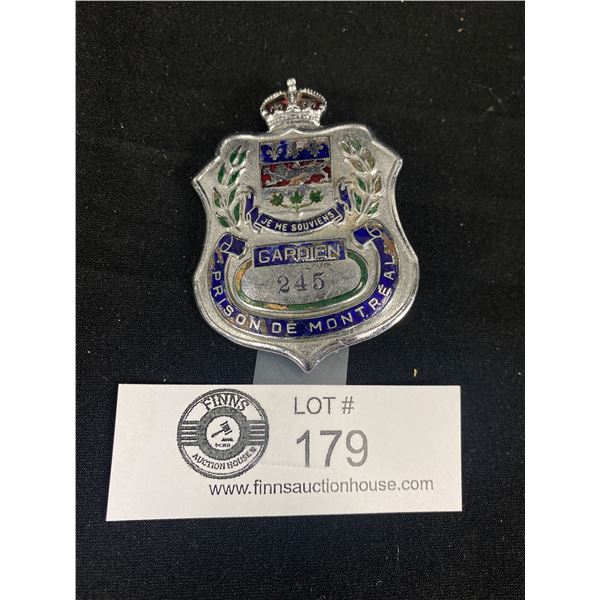 JE ME SOUVIENS
GARDIEN
245
PRISON DE MONTRÉAL
FINNS
AUCTION HOUSE
LOT #
179
www.finnsauctionhouse.com